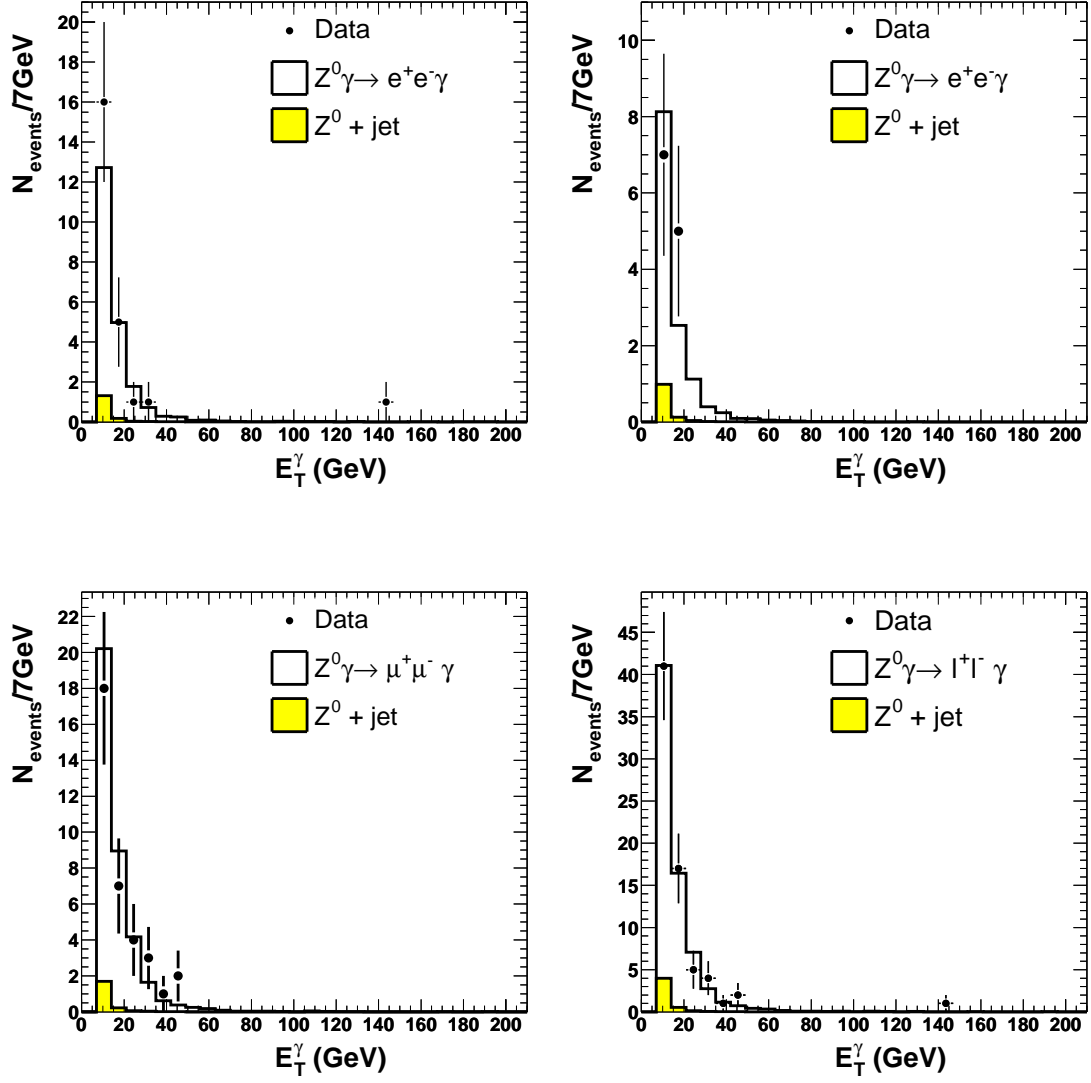 N_events/7GeV
20
18
16
14
12
10
8
6
4
2
0
Data
Z⁰γ→ e⁺e⁻γ
Z⁰ + jet
0 20 40 60 80 100 120 140 160 180 200
E_T^γ (GeV)
N_events/7GeV
10
8
6
4
2
0
Data
Z⁰γ→ e⁺e⁻γ
Z⁰ + jet
0 20 40 60 80 100 120 140 160 180 200
E_T^γ (GeV)
N_events/7GeV
22
20
18
16
14
12
10
8
6
4
2
0
Data
Z⁰γ→ μ⁺μ⁻ γ
Z⁰ + jet
0 20 40 60 80 100 120 140 160 180 200
E_T^γ (GeV)
N_events/7GeV
45
40
35
30
25
20
15
10
5
0
Data
Z⁰γ→ l⁺l⁻ γ
Z⁰ + jet
0 20 40 60 80 100 120 140 160 180 200
E_T^γ (GeV)